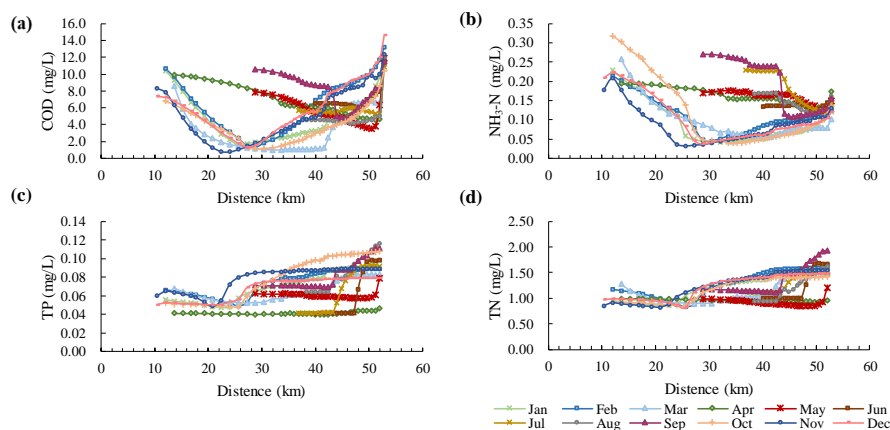 (a)
COD (mg/L)
16.0
14.0
12.0
10.0
8.0
6.0
4.0
2.0
0.0
0 10 20 30 40 50 60
Distence (km)
(b)
NH3-N (mg/L)
0.35
0.30
0.25
0.20
0.15
0.10
0.05
0.00
0 10 20 30 40 50 60
Distence (km)
(c)
TP (mg/L)
0.14
0.12
0.10
0.08
0.06
0.04
0.02
0.00
0 10 20 30 40 50 60
Distence (km)
(d)
TN (mg/L)
2.50
2.00
1.50
1.00
0.50
0.00
0 10 20 30 40 50 60
Distence (km)
Jan Feb Mar Apr May Jun
Jul Aug Sep Oct Nov Dec